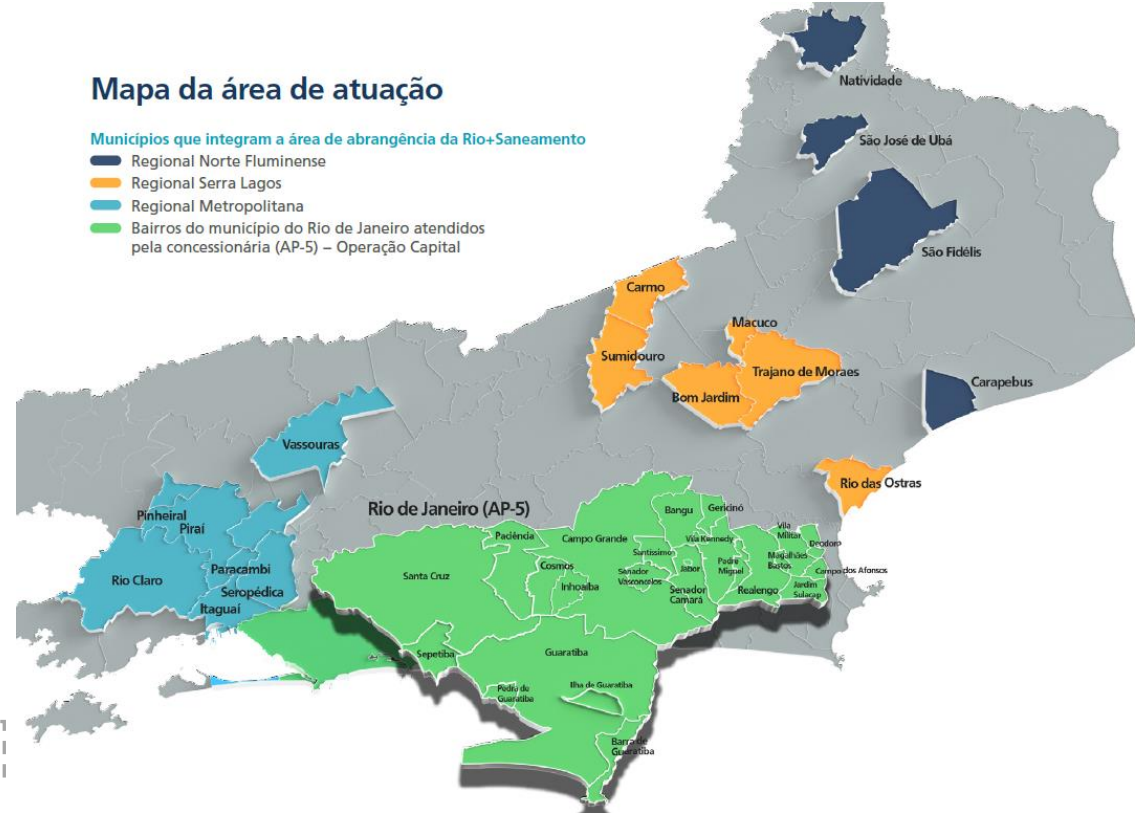 Mapa da área de atuação
Municípios que integram a área de abrangência da Rio+Saneamento
Regional Norte Fluminense
Regional Serra Lagos
Regional Metropolitana
Bairros do município do Rio de Janeiro atendidos
pela concessionária (AP-5) – Operação Capital
Natividade
São José de Ubá
São Fidélis
Carmo
Macuco
Sumidouro
Trajano de Moraes
Carapebus
Bom Jardim
Vassouras
Rio das Ostras
Rio de Janeiro (AP-5)
Pinheiral
Piraí
Rio Claro
Paracambi
Seropédica
Itaguaí
Bangu
Gericinó
Paciência
Campo Grande
Vila Kennedy
Vila
Militar
Deodoro
Santíssimo
Magalhães
Bastos
Campo dos Afonsos
Santa Cruz
Cosmos
Senador
Vasconcelos
Jabor
Padre
Miguel
Inhoaíba
Senador
Camará
Realengo
Jardim
Sulacap
Sepetiba
Guaratiba
Pedra de
Guaratiba
Ilha de Guaratiba
Barra de
Guaratiba